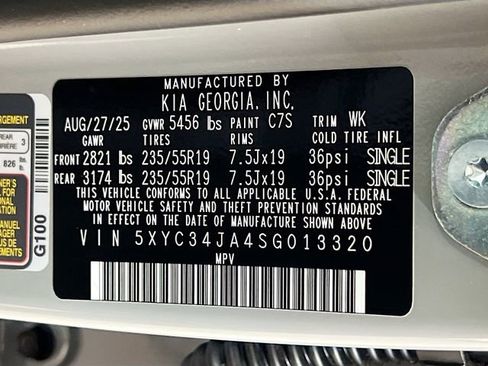 MANUFACTURED BY
KIA GEORGIA, INC.
AUG/27/25 GVWR 5456 lbs PAINT C7S TRIM WK
GAWR TIRES RIMS COLD TIRE INFL
FRONT 2821 lbs 235/55R19 7.5Jx19 36psi SINGLE
REAR 3174 lbs 235/55R19 7.5Jx19 36psi SINGLE
THIS VEHICLE CONFORMS TO ALL APPLICABLE U.S.A. FEDERAL
MOTOR VEHICLE SAFETY AND THEFT PREVENTION STANDARDS
IN EFFECT ON THE DATE OF MANUFACTURE SHOWN ABOVE.
VIN 5XYC34JA4SG013320
MPV
G100
REAR
3
826